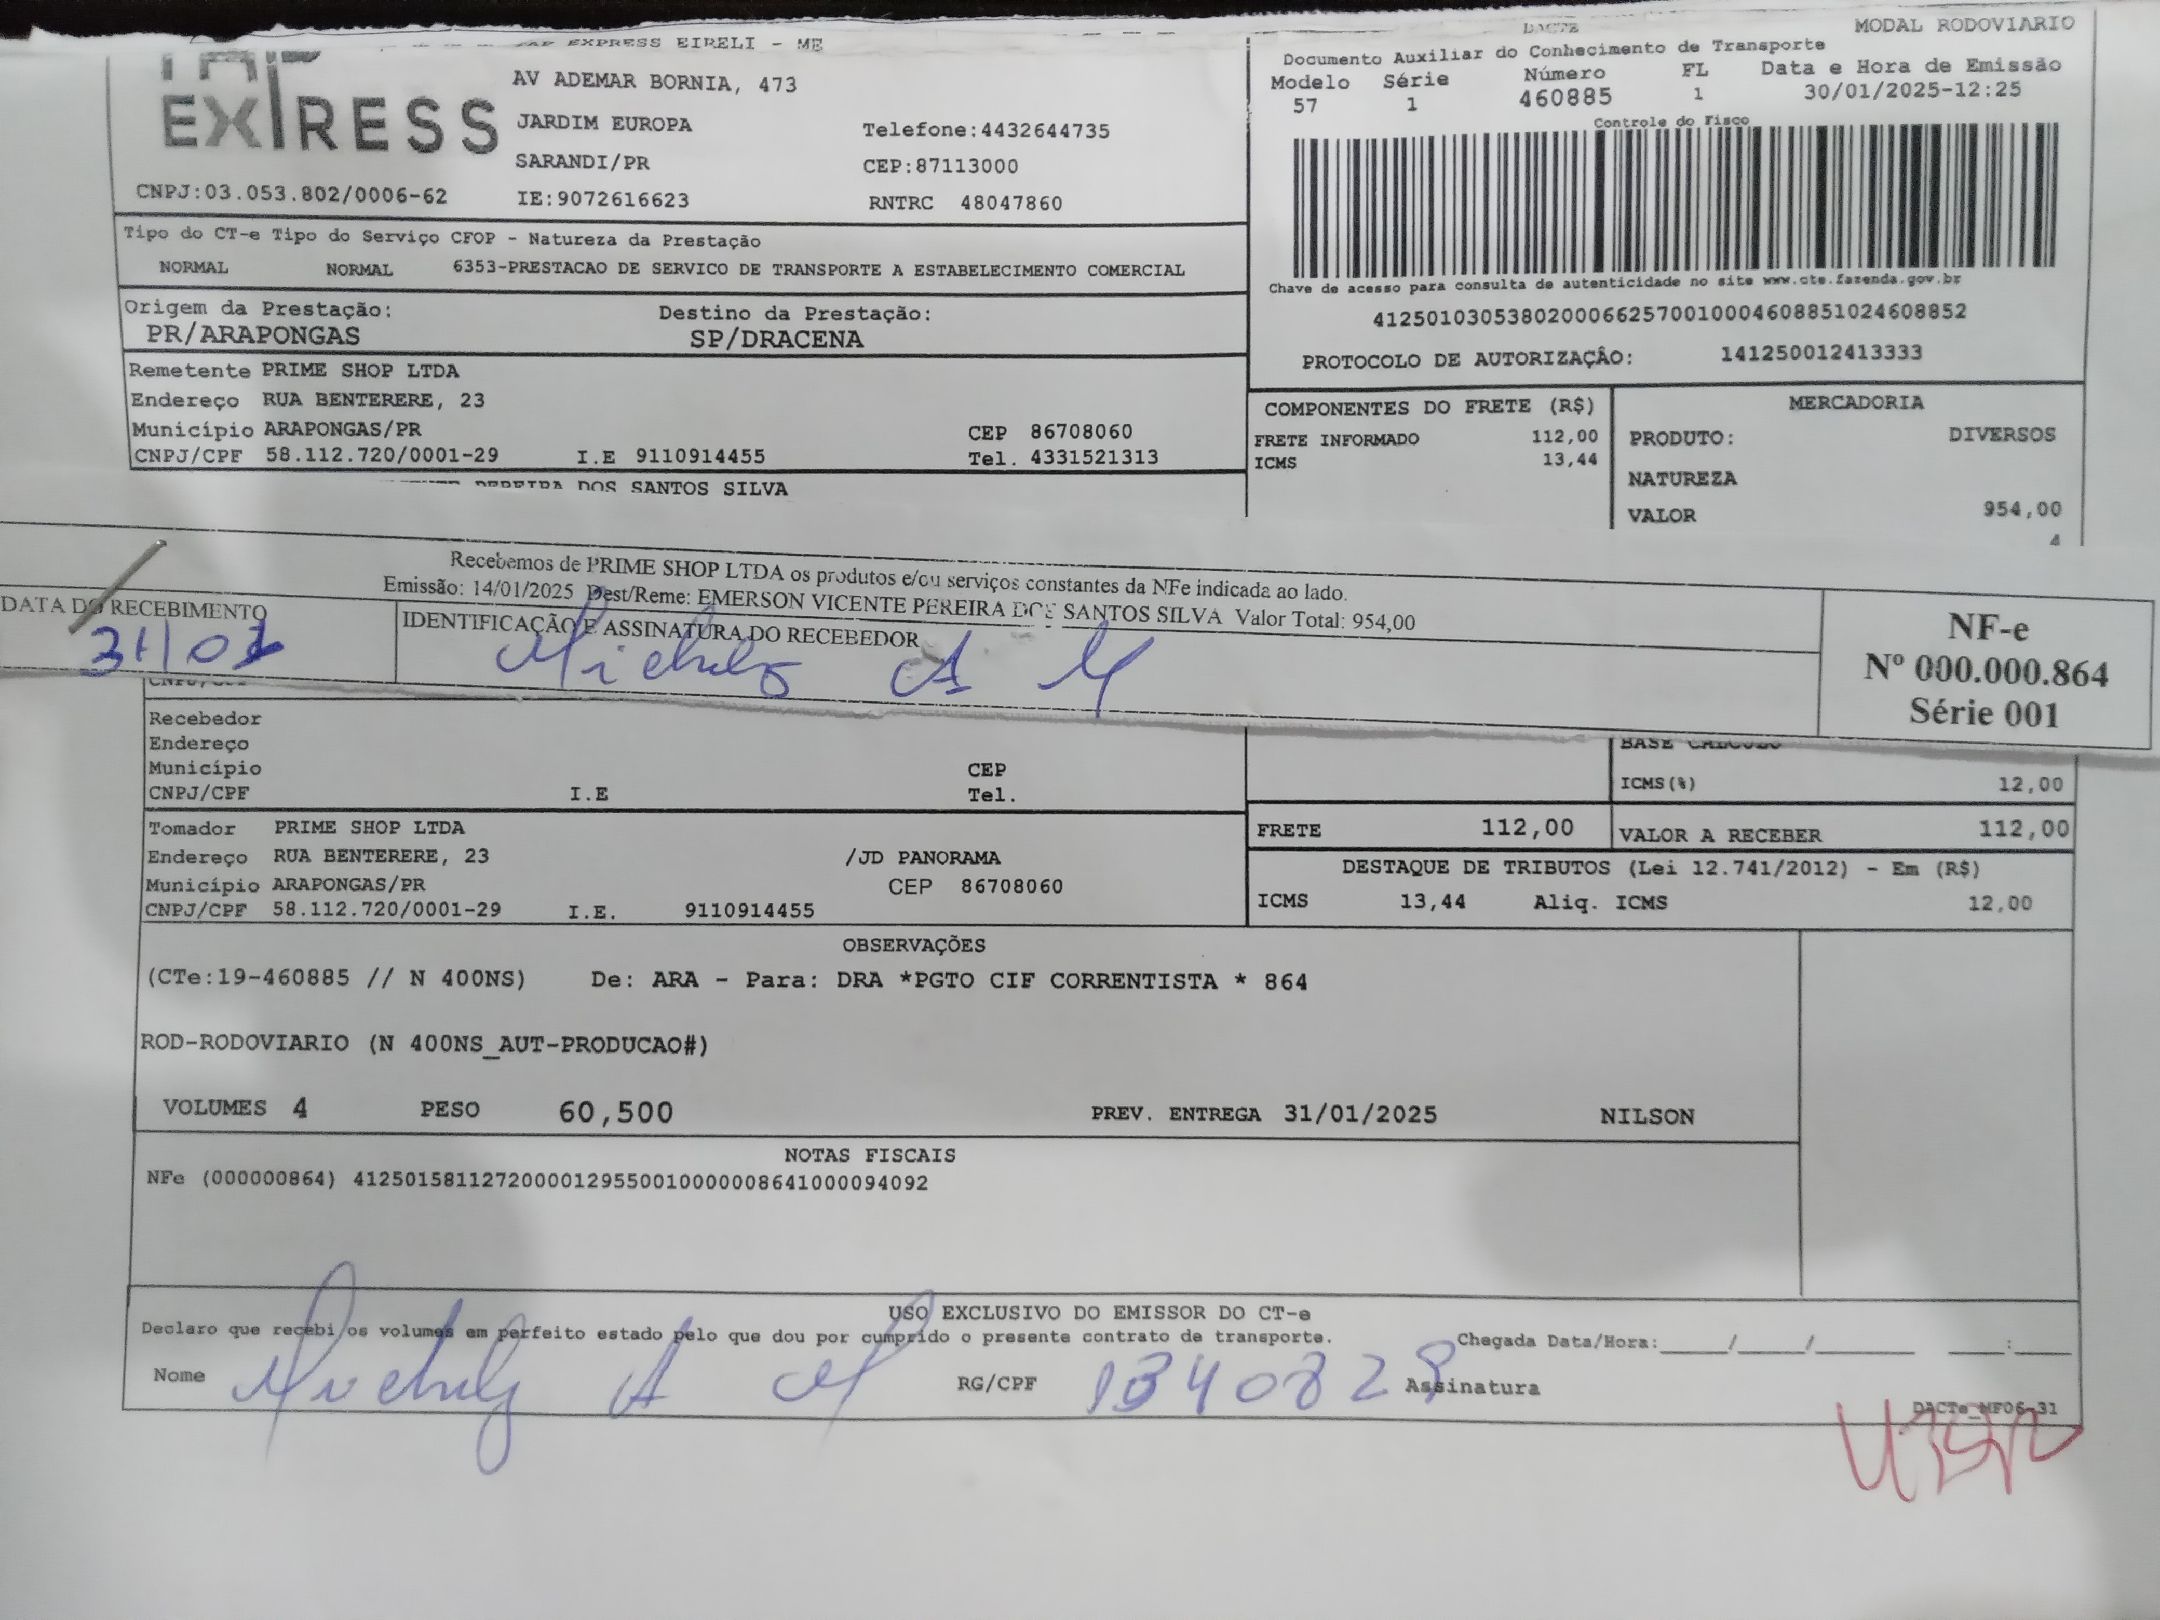 EXPRESS EIRELI - ME
EXPRESS
AV ADEMAR BORNIA, 473
JARDIM EUROPA
Telefone:4432644735
SARANDI/PR
CEP:87113000
CNPJ:03.053.802/0006-62
IE:9072616623
RNTRC 48047860
DACTE
MODAL RODOVIARIO
Documento Auxiliar do Conhecimento de Transporte
Modelo Série Número FL Data e Hora de Emissão
57 1 460885 1 30/01/2025-12:25
Controle do Fisco
Chave de acesso para consulta de autenticidade no site www.cte.fazenda.gov.br
41250103053802000662570010004608851024608852
PROTOCOLO DE AUTORIZAÇÂO: 141250012413333
Tipo do CT-e Tipo do Serviço CFOP - Natureza da Prestação
NORMAL NORMAL 6353-PRESTACAO DE SERVICO DE TRANSPORTE A ESTABELECIMENTO COMERCIAL
Origem da Prestação: Destino da Prestação:
PR/ARAPONGAS SP/DRACENA
Remetente PRIME SHOP LTDA
Endereço RUA BENTERERE, 23
Município ARAPONGAS/PR CEP 86708060
CNPJ/CPF 58.112.720/0001-29 I.E 9110914455 Tel. 4331521313
PEREIRA DOS SANTOS SILVA
COMPONENTES DO FRETE (R$)
FRETE INFORMADO 112,00
ICMS 13,44
MERCADORIA
PRODUTO: DIVERSOS
NATUREZA
VALOR 954,00
4
Recebemos de PRIME SHOP LTDA os produtos e/ou serviços constantes da NFe indicada ao lado.
Emissão: 14/01/2025 Dest/Reme: EMERSON VICENTE PEREIRA DOS SANTOS SILVA Valor Total: 954,00
DATA DO RECEBIMENTO
31/01
IDENTIFICAÇÃO E ASSINATURA DO RECEBEDOR
A M
NF-e
Nº 000.000.864
Série 001
CNPJ/CPF
Recebedor
Endereço
Município CEP
CNPJ/CPF I.E Tel.
BASE CALCULO
ICMS(%) 12,00
Tomador PRIME SHOP LTDA
Endereço RUA BENTERERE, 23 /JD PANORAMA
Município ARAPONGAS/PR CEP 86708060
CNPJ/CPF 58.112.720/0001-29 I.E. 9110914455
FRETE 112,00 VALOR A RECEBER 112,00
DESTAQUE DE TRIBUTOS (Lei 12.741/2012) - Em (R$)
ICMS 13,44 Aliq. ICMS 12,00
OBSERVAÇÕES
(CTe:19-460885 // N 400NS) De: ARA - Para: DRA *PGTO CIF CORRENTISTA * 864
ROD-RODOVIARIO (N 400NS_AUT-PRODUCAO#)
VOLUMES 4 PESO 60,500 PREV. ENTREGA 31/01/2025 NILSON
NOTAS FISCAIS
NFe (000000864) 41250158112720000129550010000008641000094092
USO EXCLUSIVO DO EMISSOR DO CT-e
Declaro que recebi os volumes em perfeito estado pelo que dou por cumprido o presente contrato de transporte.
Chegada Data/Hora:____/____/______ ____:____
Nome A M RG/CPF 1340829 Assinatura
DACTe_MF06-31